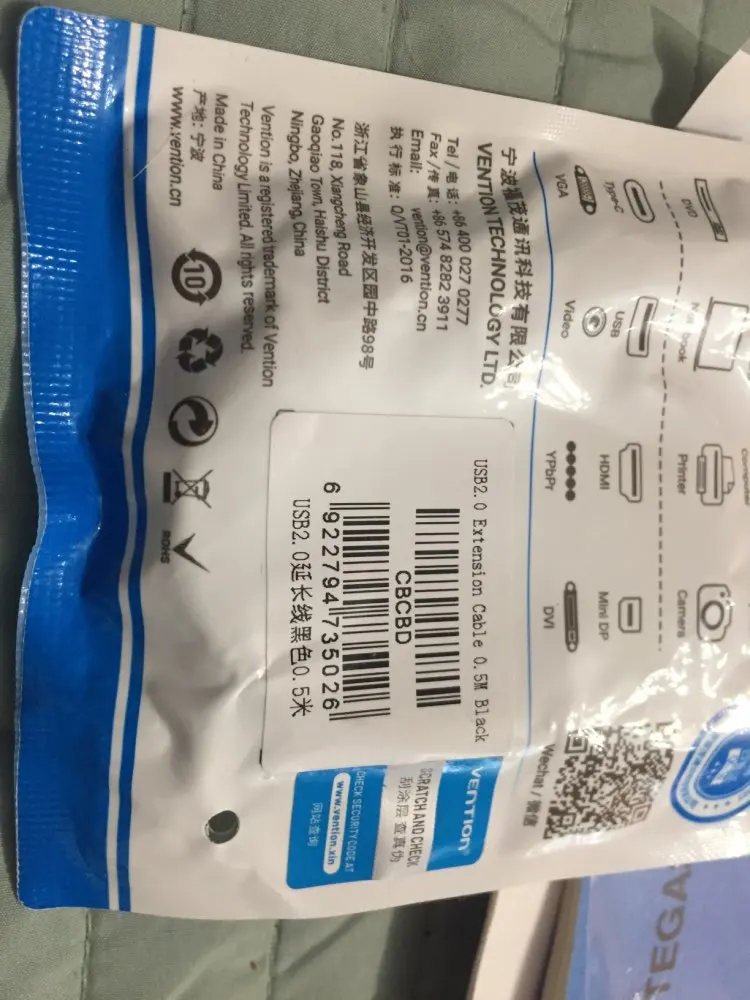 DVD
Notebook
Printer
Camera
Type-C
USB
HDMI
Mini DP
VGA
Video
YPbPr
DVI
Wechat / 微信
宁波
茂通讯科技有限公司
VENTION TECHNOLOGY LTD.
Tel / 电 话: +86 400 027 0277
Fax / 传 真: +86 574 8282 3911
Email: vention@vention.cn
执 行 标 准: Q/VT01-2016
浙江省象山县经济开发区园中路98号
No.118, Xiangcheng Road
Gaoqiao Town, Haishu District
Ningbo, Zhejiang, China
Vention is a registered trademark of Vention
Technology Limited. All rights reserved.
Made in China
产地: 宁波
www.vention.cn
10
ROHS
USB2.0 Extension Cable 0.5M Black
CBCBD
6 922794 735026
USB2.0延长线黑色0.5米
VENTION
SCRATCH AND CHECK
刮涂层 查真伪
CHECK SECURITY CODE AT
www.vention.xin
网站查询
TEGA